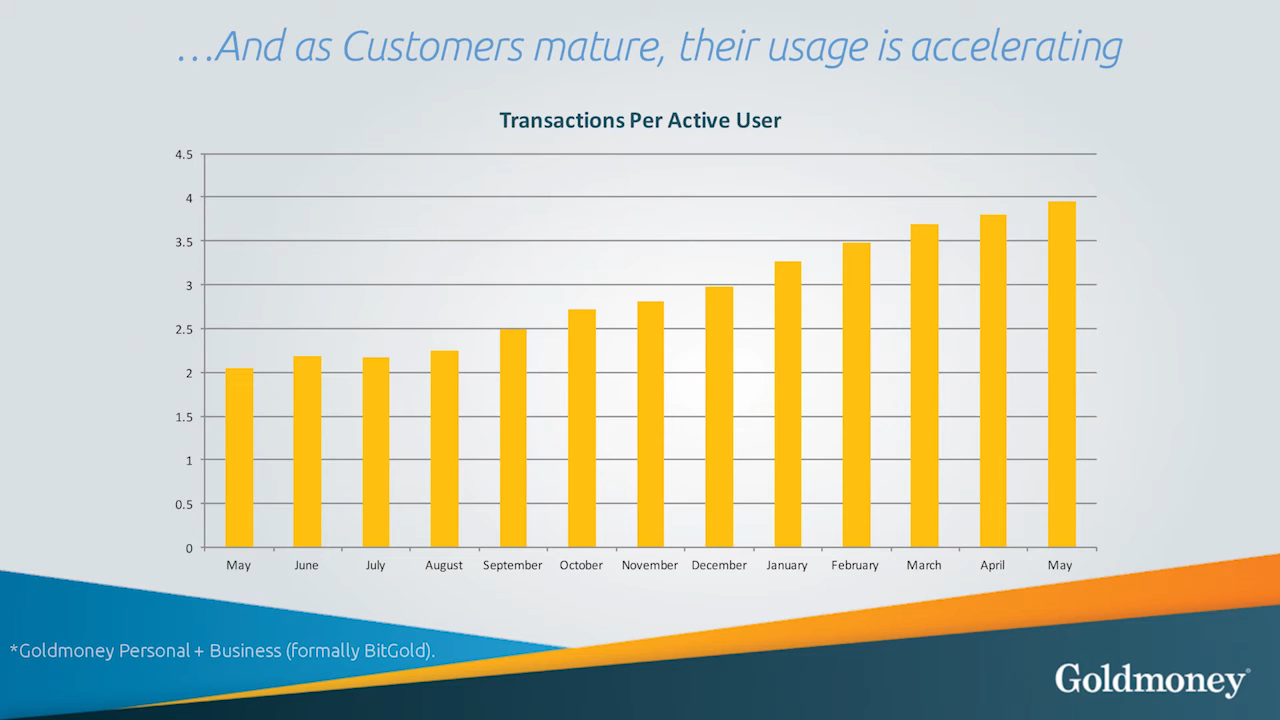 …And as Customers mature, their usage is accelerating
Transactions Per Active User
4.5
4
3.5
3
2.5
2
1.5
1
0.5
0
May June July August September October November December January February March April May
*Goldmoney Personal + Business (formally BitGold).
Goldmoney®